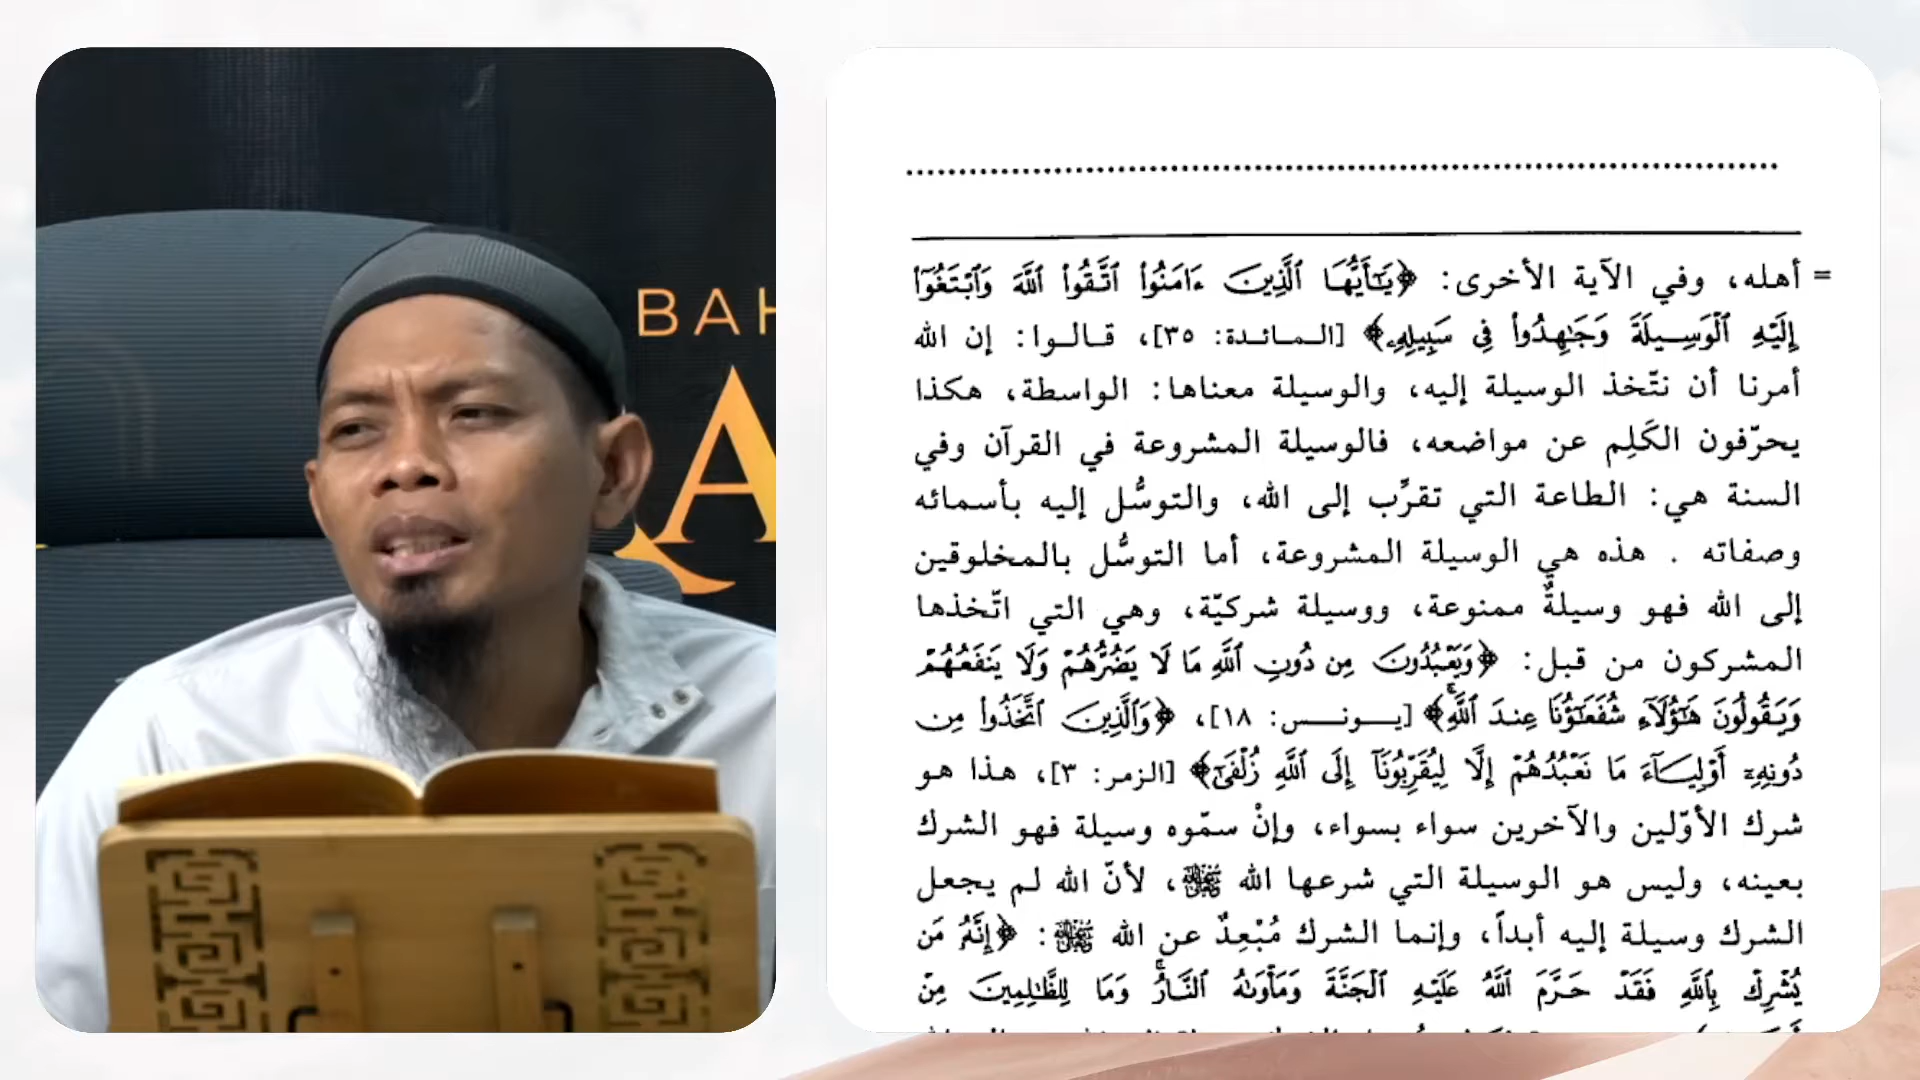 BAH
A
= أهله، وفي الآية الأخرى: ﴿يَٰٓأَيُّهَا ٱلَّذِينَ ءَامَنُوا۟ ٱتَّقُوا۟ ٱللَّهَ وَٱبْتَغُوٓا۟
إِلَيْهِ ٱلْوَسِيلَةَ وَجَٰهِدُوا۟ فِى سَبِيلِهِۦ﴾ [المائدة: ٣٥]، قالوا: إن الله
أمرنا أن نتّخذ الوسيلة إليه، والوسيلة معناها: الواسطة، هكذا
يحرّفون الكَلِم عن مواضعه، فالوسيلة المشروعة في القرآن وفي
السنة هي: الطاعة التي تقرِّب إلى الله، والتوسُّل إليه بأسمائه
وصفاته . هذه هي الوسيلة المشروعة، أما التوسُّل بالمخلوقين
إلى الله فهو وسيلةٌ ممنوعة، ووسيلة شركيّة، وهي التي اتّخذها
المشركون من قبل: ﴿وَيَعْبُدُونَ مِن دُونِ ٱللَّهِ مَا لَا يَضُرُّهُمْ وَلَا يَنفَعُهُمْ
وَيَقُولُونَ هَٰٓؤُلَآءِ شُفَعَٰٓؤُنَا عِندَ ٱللَّهِۚ﴾ [يونس: ١٨]، ﴿وَٱلَّذِينَ ٱتَّخَذُوا۟ مِن
دُونِهِۦٓ أَوْلِيَآءَ مَا نَعْبُدُهُمْ إِلَّا لِيُقَرِّبُونَآ إِلَى ٱللَّهِ زُلْفَىٰٓ﴾ [الزمر: ٣]، هذا هو
شرك الأوّلين والآخرين سواء بسواء، وإنْ سمّوه وسيلة فهو الشرك
بعينه، وليس هو الوسيلة التي شرعها الله ﷾، لأنّ الله لم يجعل
الشرك وسيلة إليه أبداً، وإنما الشرك مُبْعِدٌ عن الله ﷾: ﴿إِنَّهُۥ مَن
يُشْرِكْ بِٱللَّهِ فَقَدْ حَرَّمَ ٱللَّهُ عَلَيْهِ ٱلْجَنَّةَ وَمَأْوَىٰهُ ٱلنَّارُۖ وَمَا لِلظَّٰلِمِينَ مِنْ